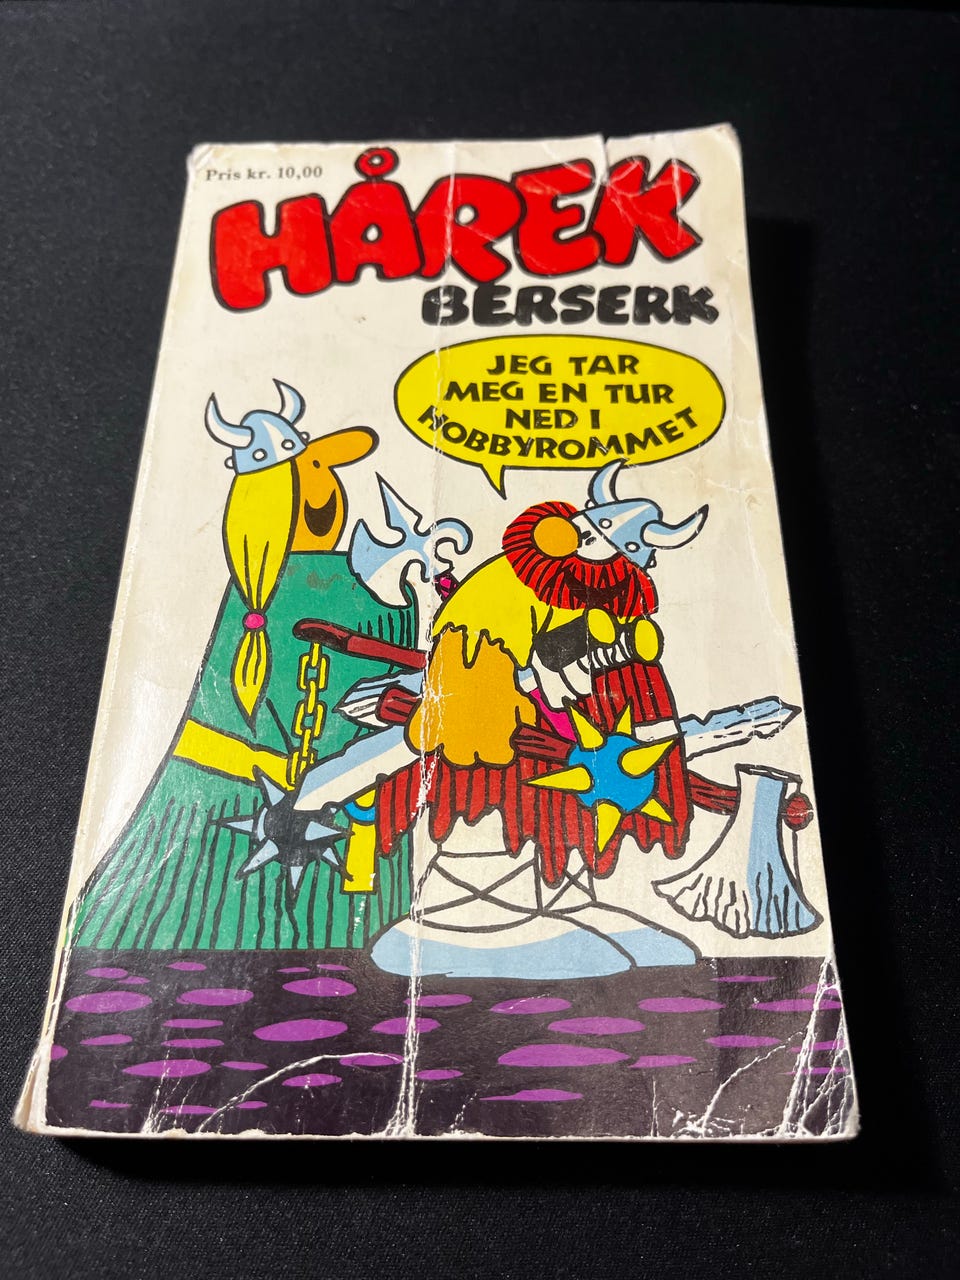 Pris kr. 10,00
HÅREK
BERSERK
JEG TAR
MEG EN TUR
NED I
HOBBYROMMET